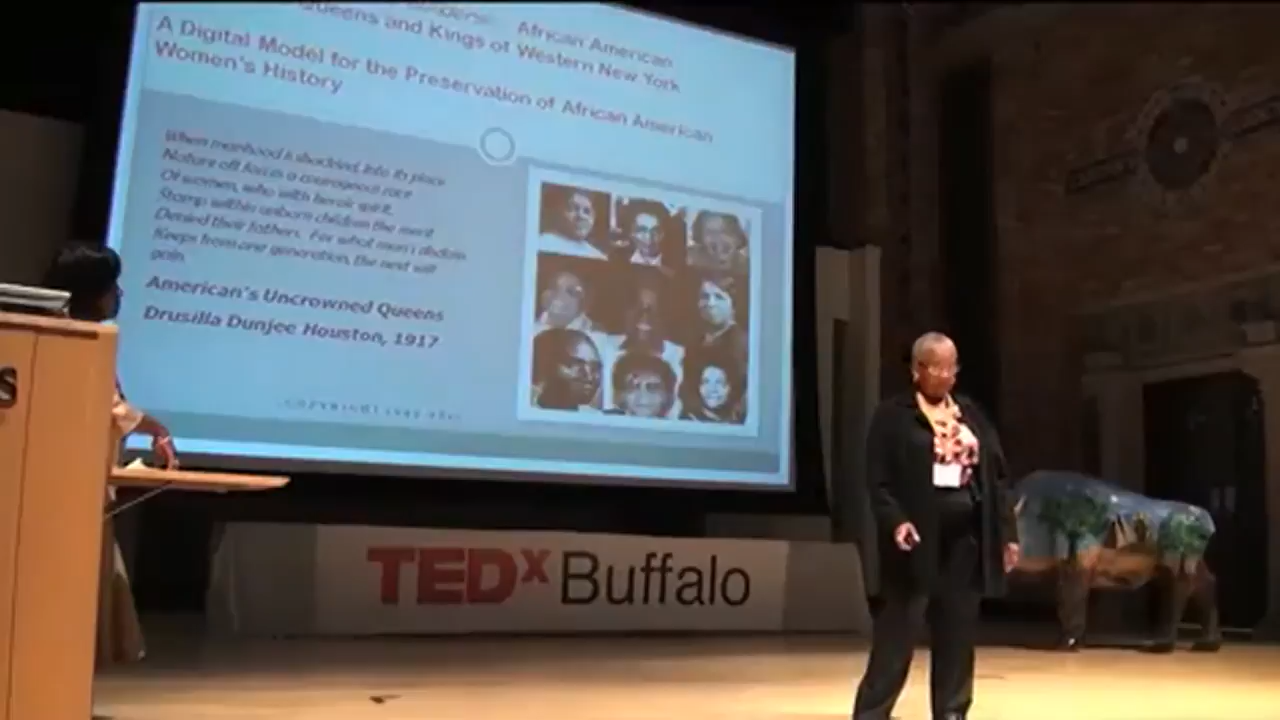 African American
Queens and Kings of Western New York
A Digital Model for the Preservation of African American
Women's History
When manhood is shackled into its place
Nature oft fixes a courageous race
Of women, who with heroic spirit,
Stamp within unborn children the merit
Denied their fathers. For what men disdain
Keeps from one generation, the next will
gain.
American's Uncrowned Queens
Drusilla Dunjee Houston, 1917
COPYRIGHT
TEDx Buffalo
S